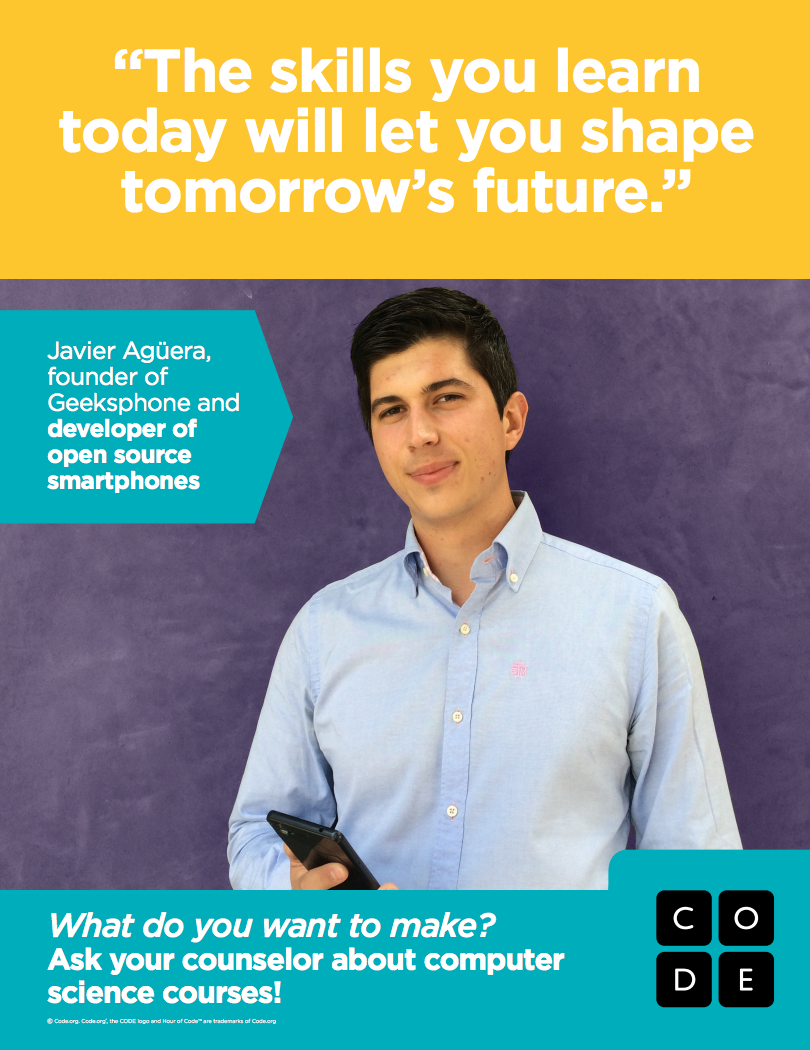 “The skills you learn
today will let you shape
tomorrow’s future.”
Javier Agüera,
founder of
Geeksphone and
developer of
open source
smartphones
What do you want to make?
Ask your counselor about computer
science courses!
© Code.org. Code.org®, the CODE logo and Hour of Code™ are trademarks of Code.org
C O
D E